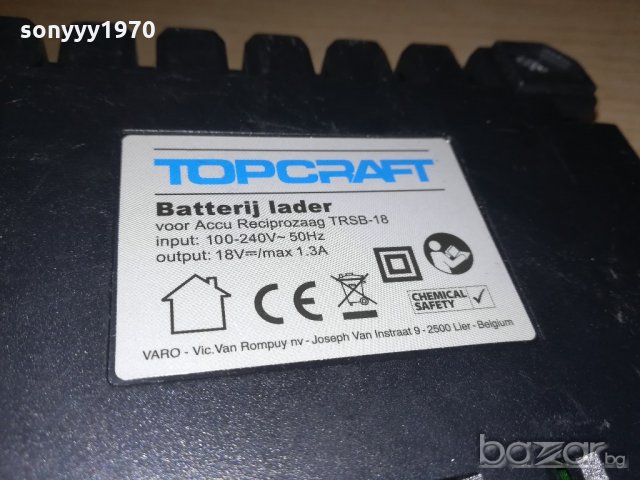 sonyyy1970
TOPCRAFT
Batterij lader
voor Accu Reciprozaag TRSB-18
input: 100-240V~ 50Hz
output: 18V⎓/max 1.3A
CE
CHEMICAL
SAFETY
VARO - Vic.Van Rompuy nv - Joseph Van Instraat 9 - 2500 Lier - Belgium
bazar.bg